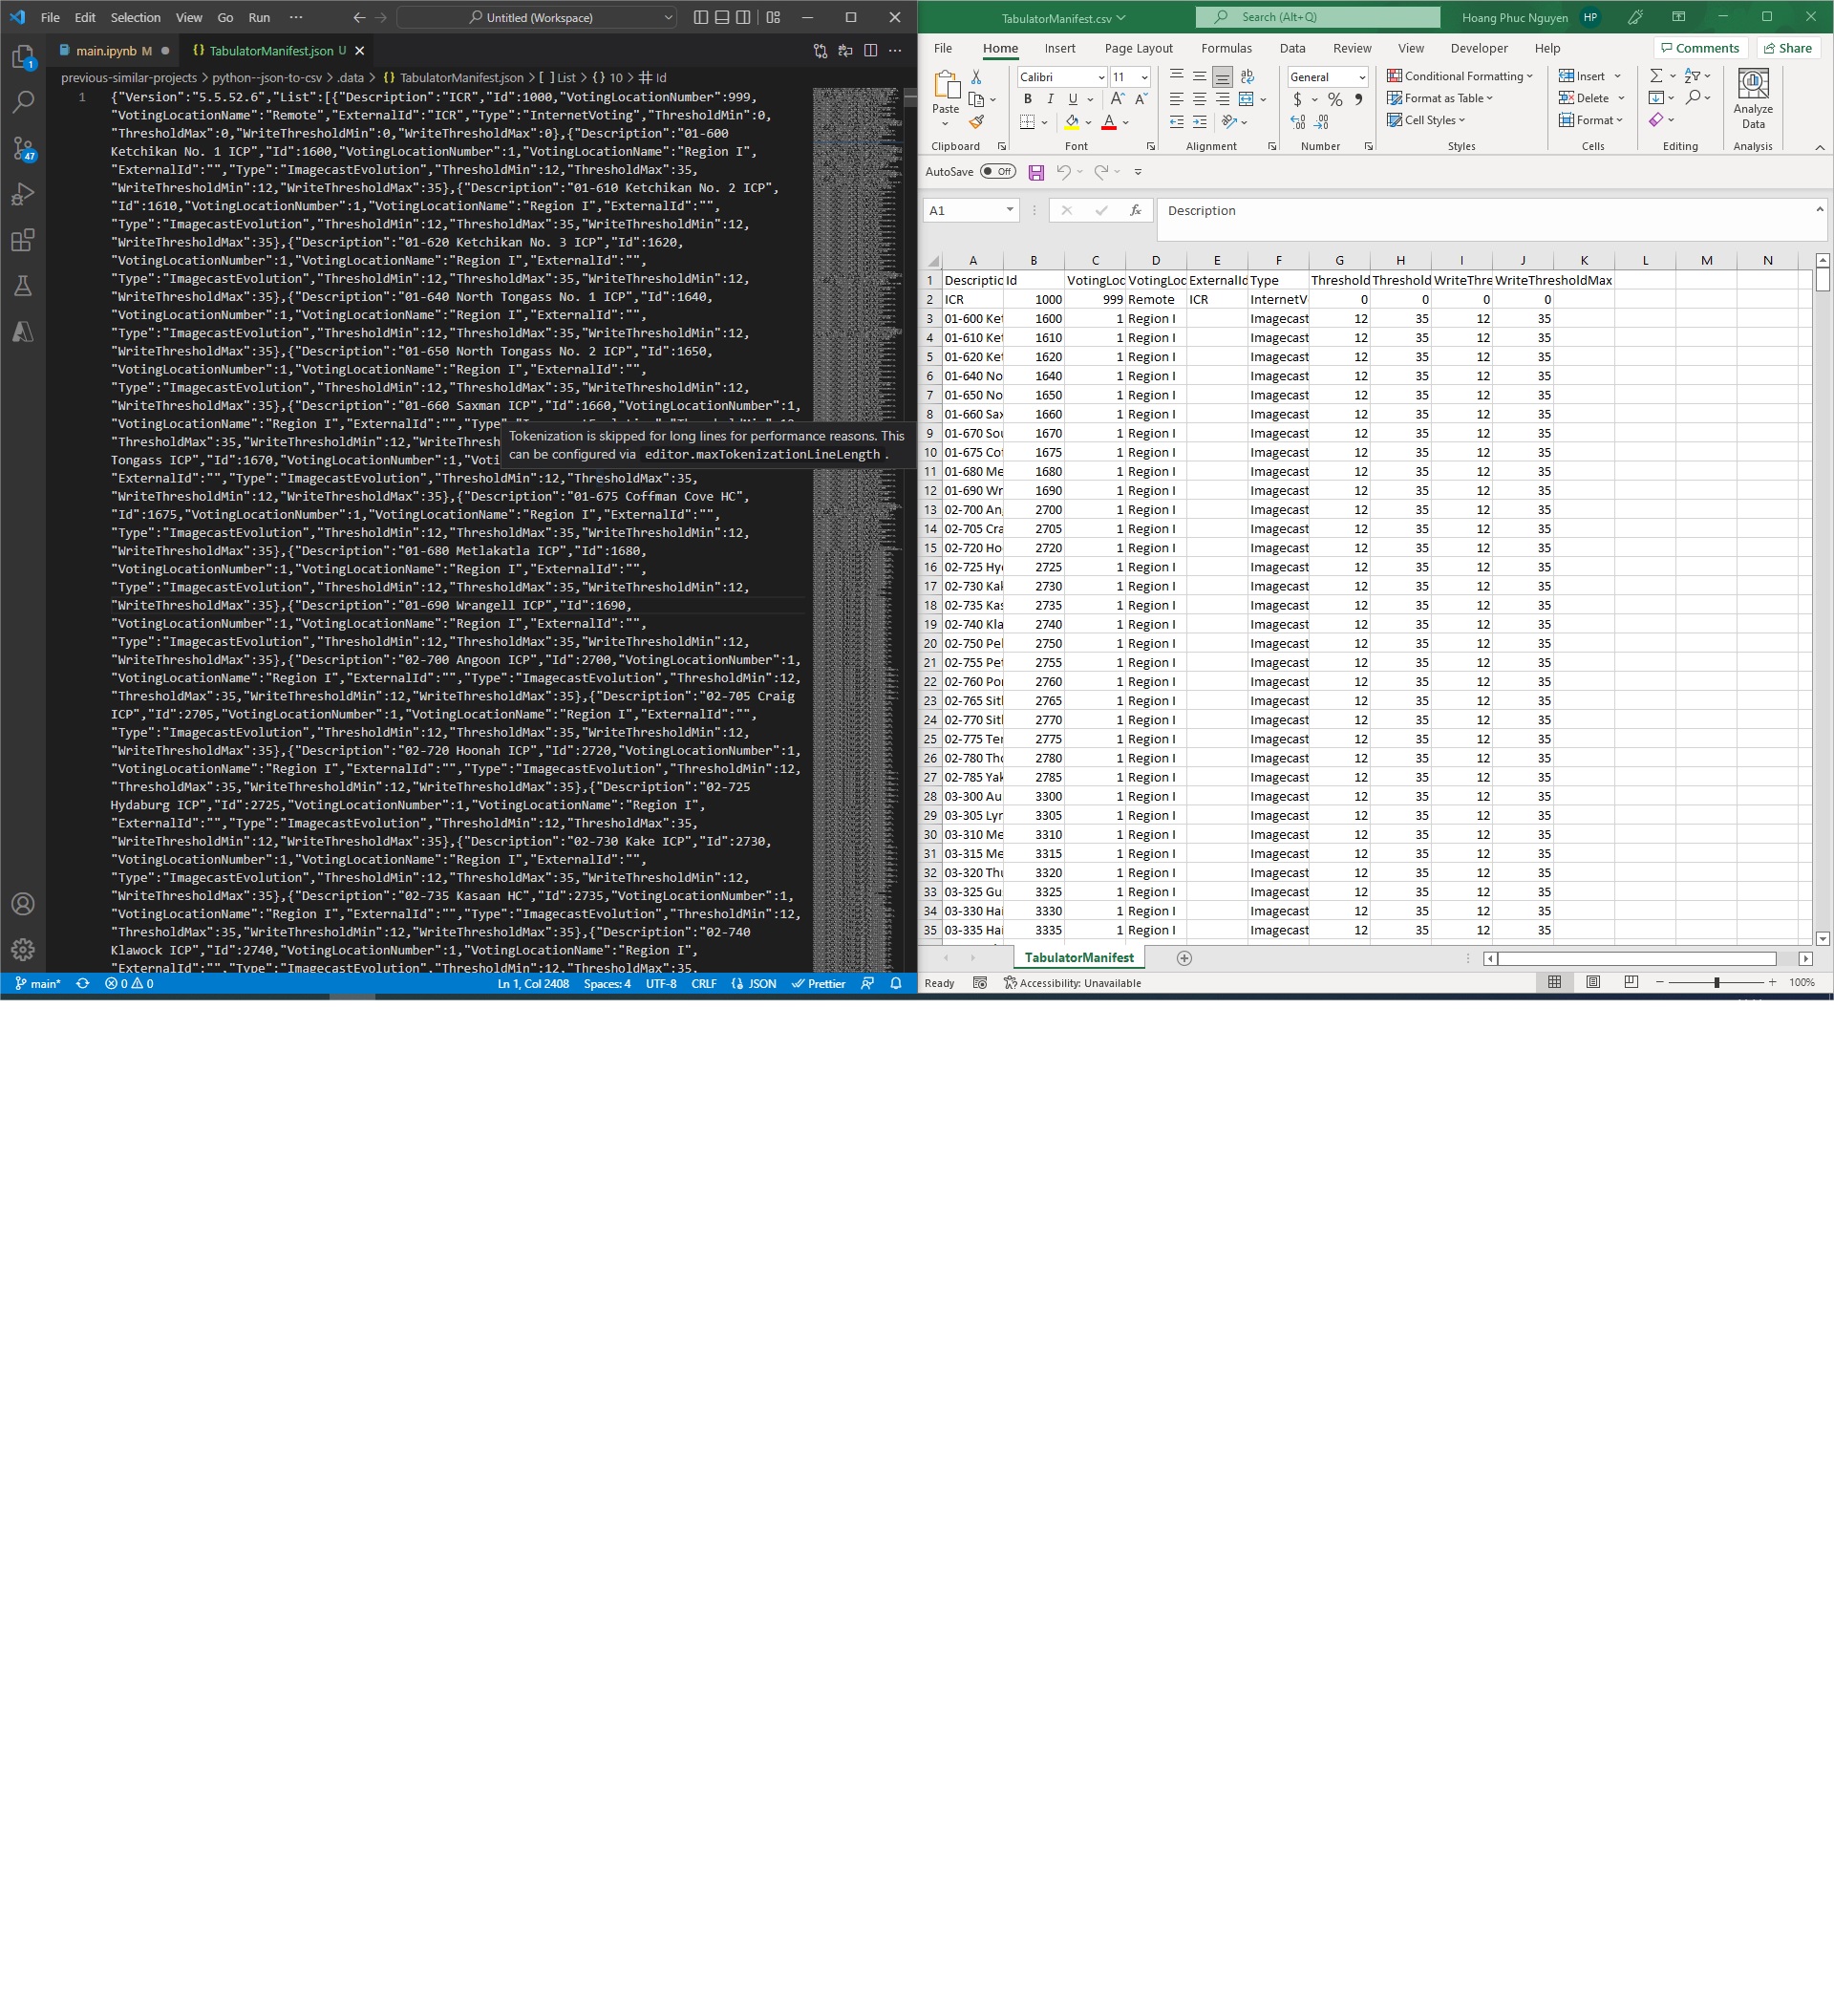 File Edit Selection View Go Run ··· Untitled (Workspace)
main.ipynb M
TabulatorManifest.json U
previous-similar-projects > python--json-to-csv > .data > {} TabulatorManifest.json > [ ] List > {} 10 > Id
1 {"Version":"5.5.52.6","List":[{"Description":"ICR","Id":1000,"VotingLocationNumber":999,
"VotingLocationName":"Remote","ExternalId":"ICR","Type":"InternetVoting","ThresholdMin":0,
"ThresholdMax":0,"WriteThresholdMin":0,"WriteThresholdMax":0},{"Description":"01-600
Ketchikan No. 1 ICP","Id":1600,"VotingLocationNumber":1,"VotingLocationName":"Region I",
"ExternalId":"","Type":"ImagecastEvolution","ThresholdMin":12,"ThresholdMax":35,
"WriteThresholdMin":12,"WriteThresholdMax":35},{"Description":"01-610 Ketchikan No. 2 ICP",
"Id":1610,"VotingLocationNumber":1,"VotingLocationName":"Region I","ExternalId":"",
"Type":"ImagecastEvolution","ThresholdMin":12,"ThresholdMax":35,"WriteThresholdMin":12,
"WriteThresholdMax":35},{"Description":"01-620 Ketchikan No. 3 ICP","Id":1620,
"VotingLocationNumber":1,"VotingLocationName":"Region I","ExternalId":"",
"Type":"ImagecastEvolution","ThresholdMin":12,"ThresholdMax":35,"WriteThresholdMin":12,
"WriteThresholdMax":35},{"Description":"01-640 North Tongass No. 1 ICP","Id":1640,
"VotingLocationNumber":1,"VotingLocationName":"Region I","ExternalId":"",
"Type":"ImagecastEvolution","ThresholdMin":12,"ThresholdMax":35,"WriteThresholdMin":12,
"WriteThresholdMax":35},{"Description":"01-650 North Tongass No. 2 ICP","Id":1650,
"VotingLocationNumber":1,"VotingLocationName":"Region I","ExternalId":"",
"Type":"ImagecastEvolution","ThresholdMin":12,"ThresholdMax":35,"WriteThresholdMin":12,
"WriteThresholdMax":35},{"Description":"01-660 Saxman ICP","Id":1660,"VotingLocationNumber":1,
"VotingLocationName":"Region I","ExternalId":"","Type
"ThresholdMax":35,"WriteThresholdMin":12,"WriteThresh
Tongass ICP","Id":1670,"VotingLocationNumber":1,"Voti
Tokenization is skipped for long lines for performance reasons. This
can be configured via editor.maxTokenizationLineLength .
"ExternalId":"","Type":"ImagecastEvolution","ThresholdMin":12,"ThresholdMax":35,
"WriteThresholdMin":12,"WriteThresholdMax":35},{"Description":"01-675 Coffman Cove HC",
"Id":1675,"VotingLocationNumber":1,"VotingLocationName":"Region I","ExternalId":"",
"Type":"ImagecastEvolution","ThresholdMin":12,"ThresholdMax":35,"WriteThresholdMin":12,
"WriteThresholdMax":35},{"Description":"01-680 Metlakatla ICP","Id":1680,
"VotingLocationNumber":1,"VotingLocationName":"Region I","ExternalId":"",
"Type":"ImagecastEvolution","ThresholdMin":12,"ThresholdMax":35,"WriteThresholdMin":12,
"WriteThresholdMax":35},{"Description":"01-690 Wrangell ICP","Id":1690,
"VotingLocationNumber":1,"VotingLocationName":"Region I","ExternalId":"",
"Type":"ImagecastEvolution","ThresholdMin":12,"ThresholdMax":35,"WriteThresholdMin":12,
"WriteThresholdMax":35},{"Description":"02-700 Angoon ICP","Id":2700,"VotingLocationNumber":1,
"VotingLocationName":"Region I","ExternalId":"","Type":"ImagecastEvolution","ThresholdMin":12,
"ThresholdMax":35,"WriteThresholdMin":12,"WriteThresholdMax":35},{"Description":"02-705 Craig
ICP","Id":2705,"VotingLocationNumber":1,"VotingLocationName":"Region I","ExternalId":"",
"Type":"ImagecastEvolution","ThresholdMin":12,"ThresholdMax":35,"WriteThresholdMin":12,
"WriteThresholdMax":35},{"Description":"02-720 Hoonah ICP","Id":2720,"VotingLocationNumber":1,
"VotingLocationName":"Region I","ExternalId":"","Type":"ImagecastEvolution","ThresholdMin":12,
"ThresholdMax":35,"WriteThresholdMin":12,"WriteThresholdMax":35},{"Description":"02-725
Hydaburg ICP","Id":2725,"VotingLocationNumber":1,"VotingLocationName":"Region I",
"ExternalId":"","Type":"ImagecastEvolution","ThresholdMin":12,"ThresholdMax":35,
"WriteThresholdMin":12,"WriteThresholdMax":35},{"Description":"02-730 Kake ICP","Id":2730,
"VotingLocationNumber":1,"VotingLocationName":"Region I","ExternalId":"",
"Type":"ImagecastEvolution","ThresholdMin":12,"ThresholdMax":35,"WriteThresholdMin":12,
"WriteThresholdMax":35},{"Description":"02-735 Kasaan HC","Id":2735,"VotingLocationNumber":1,
"VotingLocationName":"Region I","ExternalId":"","Type":"ImagecastEvolution","ThresholdMin":12,
"ThresholdMax":35,"WriteThresholdMin":12,"WriteThresholdMax":35},{"Description":"02-740
Klawock ICP","Id":2740,"VotingLocationNumber":1,"VotingLocationName":"Region I",
"ExternalId":"","Type":"ImagecastEvolution","ThresholdMin":12,"ThresholdMax":35,
main* 0 0 Ln 1, Col 2408 Spaces: 4 UTF-8 CRLF JSON Prettier
TabulatorManifest.csv Search (Alt+Q) Hoang Phuc Nguyen HP
File Home Insert Page Layout Formulas Data Review View Developer Help Comments Share
Paste Calibri 11 General Conditional Formatting Insert Analyze Data
B I U Format as Table Delete
Cell Styles Format
Clipboard Font Alignment Number Styles Cells Editing Analysis
AutoSave Off
A1 fx Description
A B C D E F G H I J K L M N
1 Descriptic Id VotingLoc VotingLoc ExternalId Type Threshold Threshold WriteThre WriteThresholdMax
2 ICR 1000 999 Remote ICR InternetV 0 0 0 0
3 01-600 Ket 1600 1 Region I Imagecast 12 35 12 35
4 01-610 Ket 1610 1 Region I Imagecast 12 35 12 35
5 01-620 Ket 1620 1 Region I Imagecast 12 35 12 35
6 01-640 No 1640 1 Region I Imagecast 12 35 12 35
7 01-650 No 1650 1 Region I Imagecast 12 35 12 35
8 01-660 Sax 1660 1 Region I Imagecast 12 35 12 35
9 01-670 Sou 1670 1 Region I Imagecast 12 35 12 35
10 01-675 Cof 1675 1 Region I Imagecast 12 35 12 35
11 01-680 Me 1680 1 Region I Imagecast 12 35 12 35
12 01-690 Wr 1690 1 Region I Imagecast 12 35 12 35
13 02-700 An 2700 1 Region I Imagecast 12 35 12 35
14 02-705 Cra 2705 1 Region I Imagecast 12 35 12 35
15 02-720 Ho 2720 1 Region I Imagecast 12 35 12 35
16 02-725 Hy 2725 1 Region I Imagecast 12 35 12 35
17 02-730 Kak 2730 1 Region I Imagecast 12 35 12 35
18 02-735 Kas 2735 1 Region I Imagecast 12 35 12 35
19 02-740 Kla 2740 1 Region I Imagecast 12 35 12 35
20 02-750 Pel 2750 1 Region I Imagecast 12 35 12 35
21 02-755 Pet 2755 1 Region I Imagecast 12 35 12 35
22 02-760 Por 2760 1 Region I Imagecast 12 35 12 35
23 02-765 Sitl 2765 1 Region I Imagecast 12 35 12 35
24 02-770 Sitl 2770 1 Region I Imagecast 12 35 12 35
25 02-775 Ter 2775 1 Region I Imagecast 12 35 12 35
26 02-780 Tho 2780 1 Region I Imagecast 12 35 12 35
27 02-785 Yak 2785 1 Region I Imagecast 12 35 12 35
28 03-300 Au 3300 1 Region I Imagecast 12 35 12 35
29 03-305 Lyr 3305 1 Region I Imagecast 12 35 12 35
30 03-310 Me 3310 1 Region I Imagecast 12 35 12 35
31 03-315 Me 3315 1 Region I Imagecast 12 35 12 35
32 03-320 Thu 3320 1 Region I Imagecast 12 35 12 35
33 03-325 Gu 3325 1 Region I Imagecast 12 35 12 35
34 03-330 Hai 3330 1 Region I Imagecast 12 35 12 35
35 03-335 Hai 3335 1 Region I Imagecast 12 35 12 35
TabulatorManifest
Ready Accessibility: Unavailable 100%